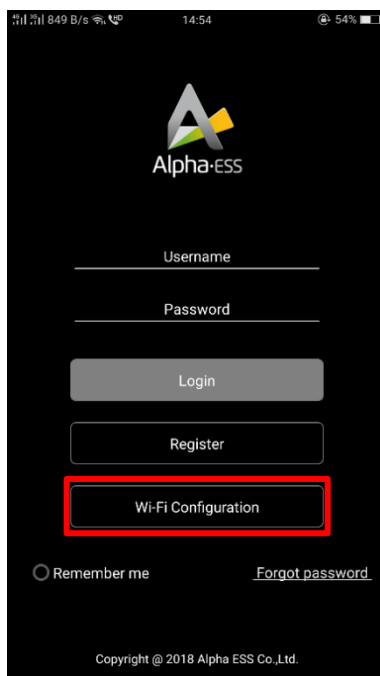 849 B/s 14:54 54%
Alpha-ESS
Username
Password
Login
Register
Wi-Fi Configuration
Remember me Forgot password
Copyright @ 2018 Alpha ESS Co.,Ltd.